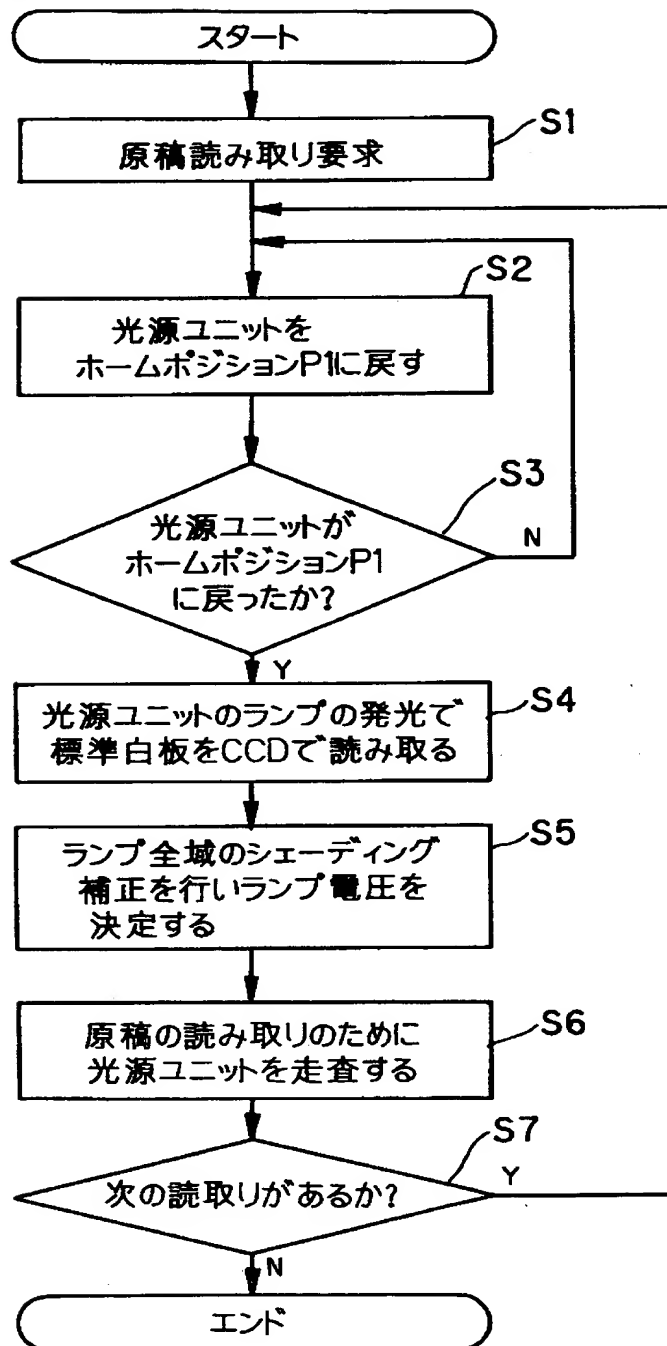 スタート
S1
原稿読み取り要求
S2
光源ユニットを
ホームポジションP1に戻す
S3
光源ユニットが
ホームポジションP1
に戻ったか?
N
Y
S4
光源ユニットのランプの発光で
標準白板をCCDで読み取る
S5
ランプ全域のシェーディング
補正を行いランプ電圧を
決定する
S6
原稿の読み取りのために
光源ユニットを走査する
S7
次の読取りがあるか?
Y
N
エンド